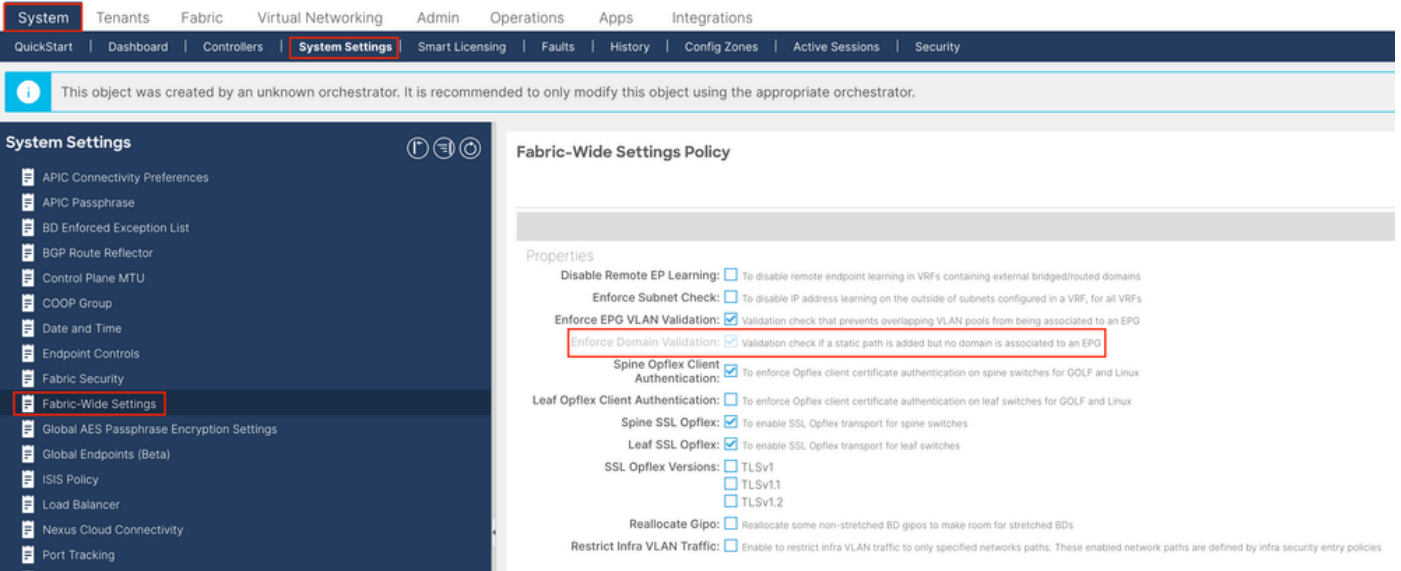 System Tenants Fabric Virtual Networking Admin Operations Apps Integrations
QuickStart | Dashboard | Controllers | System Settings | Smart Licensing | Faults | History | Config Zones | Active Sessions | Security
i This object was created by an unknown orchestrator. It is recommended to only modify this object using the appropriate orchestrator.
System Settings
APIC Connectivity Preferences
APIC Passphrase
BD Enforced Exception List
BGP Route Reflector
Control Plane MTU
COOP Group
Date and Time
Endpoint Controls
Fabric Security
Fabric-Wide Settings
Global AES Passphrase Encryption Settings
Global Endpoints (Beta)
ISIS Policy
Load Balancer
Nexus Cloud Connectivity
Port Tracking
Fabric-Wide Settings Policy
Properties
Disable Remote EP Learning: To disable remote endpoint learning in VRFs containing external bridged/routed domains
Enforce Subnet Check: To disable IP address learning on the outside of subnets configured in a VRF, for all VRFs
Enforce EPG VLAN Validation: Validation check that prevents overlapping VLAN pools from being associated to an EPG
Enforce Domain Validation: Validation check if a static path is added but no domain is associated to an EPG
Spine Opflex Client
Authentication: To enforce Opflex client certificate authentication on spine switches for GOLF and Linux
Leaf Opflex Client Authentication: To enforce Opflex client certificate authentication on leaf switches for GOLF and Linux
Spine SSL Opflex: To enable SSL Opflex transport for spine switches
Leaf SSL Opflex: To enable SSL Opflex transport for leaf switches
SSL Opflex Versions: TLSv1
TLSv1.1
TLSv1.2
Reallocate Gipo: Reallocate some non-stretched BD gipos to make room for stretched BDs
Restrict Infra VLAN Traffic: Enable to restrict infra VLAN traffic to only specified networks paths. These enabled network paths are defined by infra security entry policies